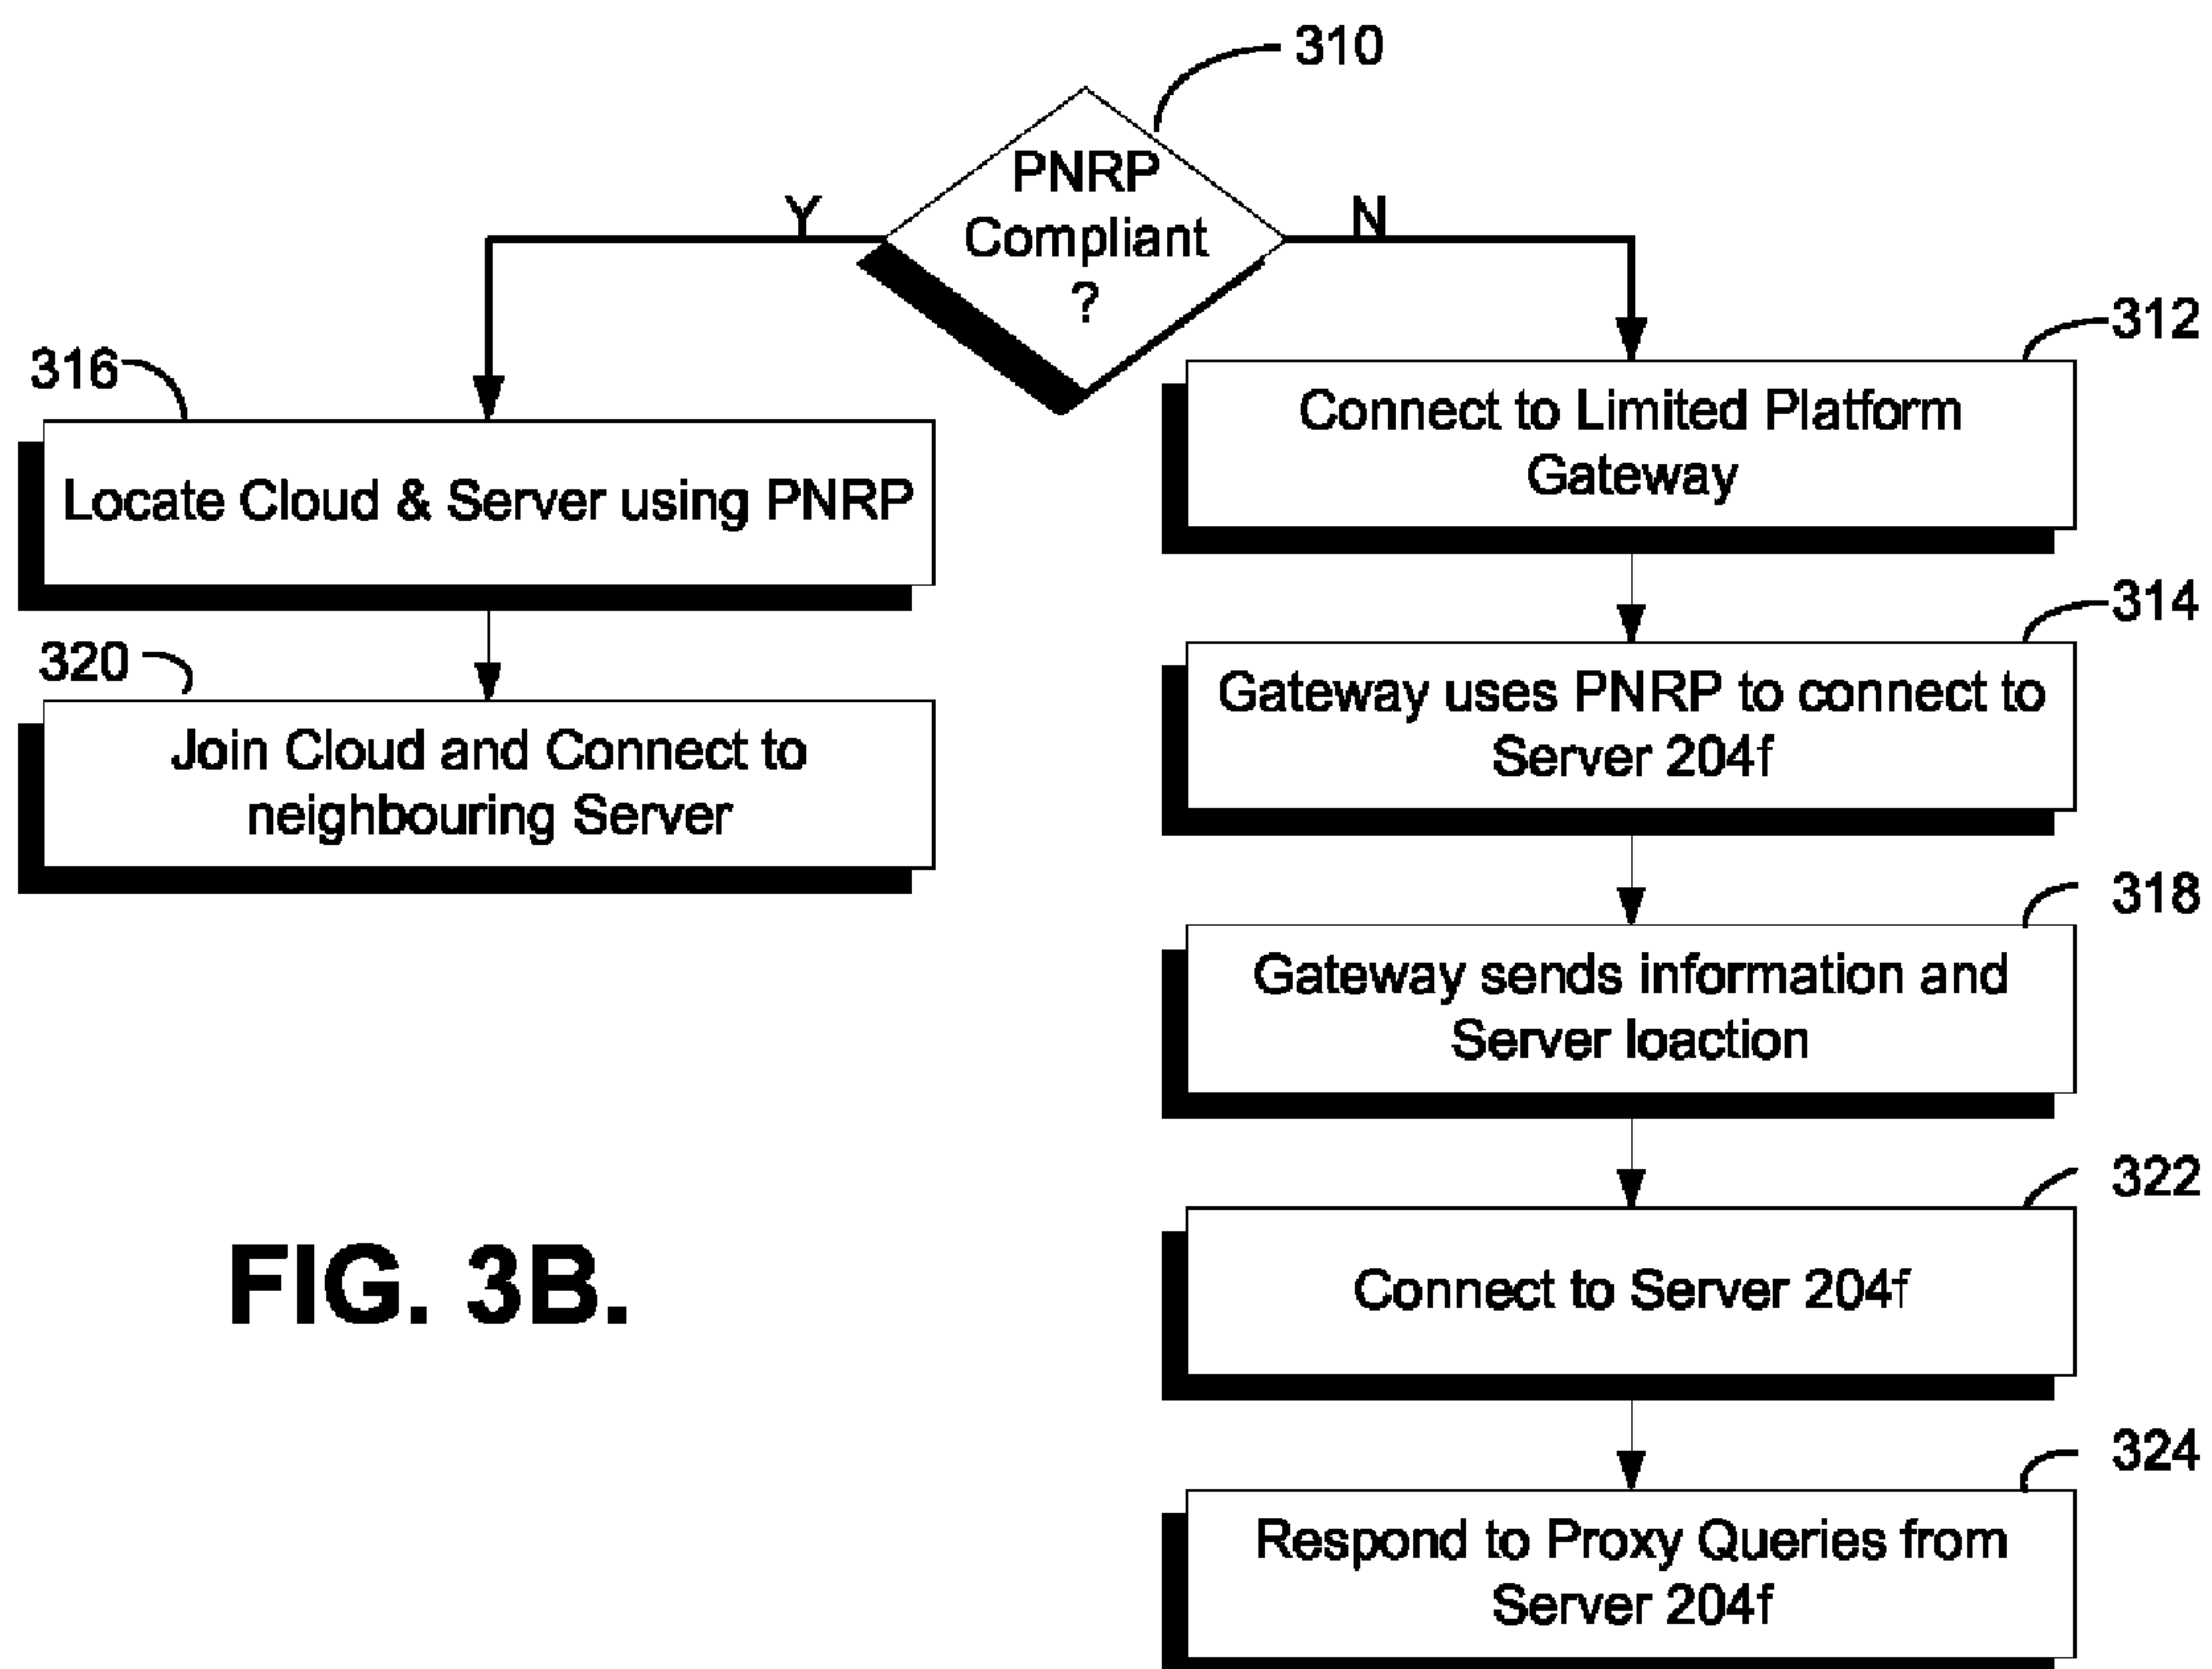 310
PNRP
Compliant
?
Y
N
312
Connect to Limited Platform
Gateway
316
Locate Cloud & Server using PNRP
314
Gateway uses PNRP to connect to
Server 204f
320
Join Cloud and Connect to
neighbouring Server
318
Gateway sends information and
Server loaction
322
Connect to Server 204f
FIG. 3B.
324
Respond to Proxy Queries from
Server 204f